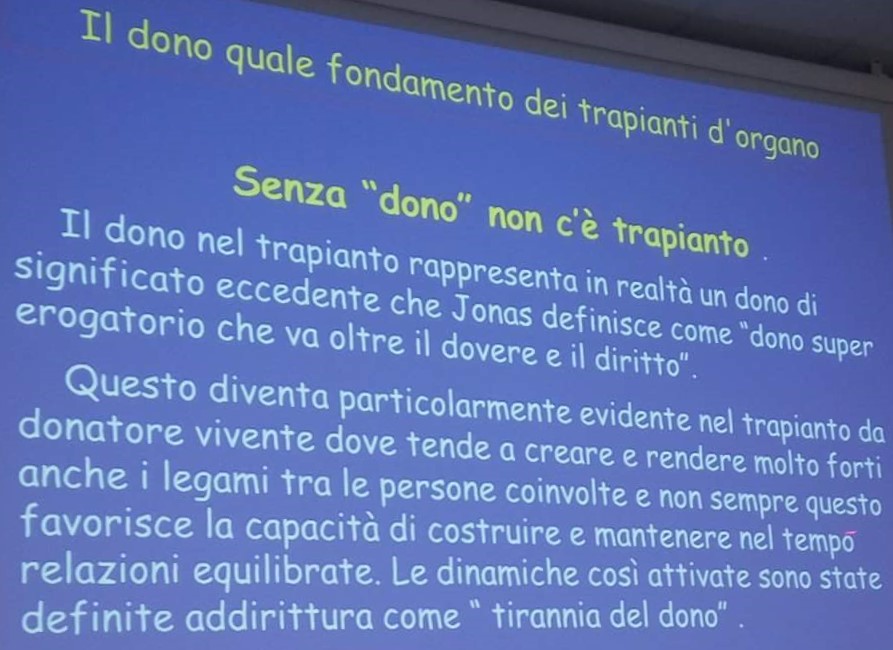 Il dono quale fondamento dei trapianti d'organo
Senza “dono” non c'è trapianto .
Il dono nel trapianto rappresenta in realtà un dono di
significato eccedente che Jonas definisce come “dono super
erogatorio che va oltre il dovere e il diritto”.
Questo diventa particolarmente evidente nel trapianto da
donatore vivente dove tende a creare e rendere molto forti
anche i legami tra le persone coinvolte e non sempre questo
favorisce la capacità di costruire e mantenere nel tempo
relazioni equilibrate. Le dinamiche così attivate sono state
definite addirittura come “ tirannia del dono” .